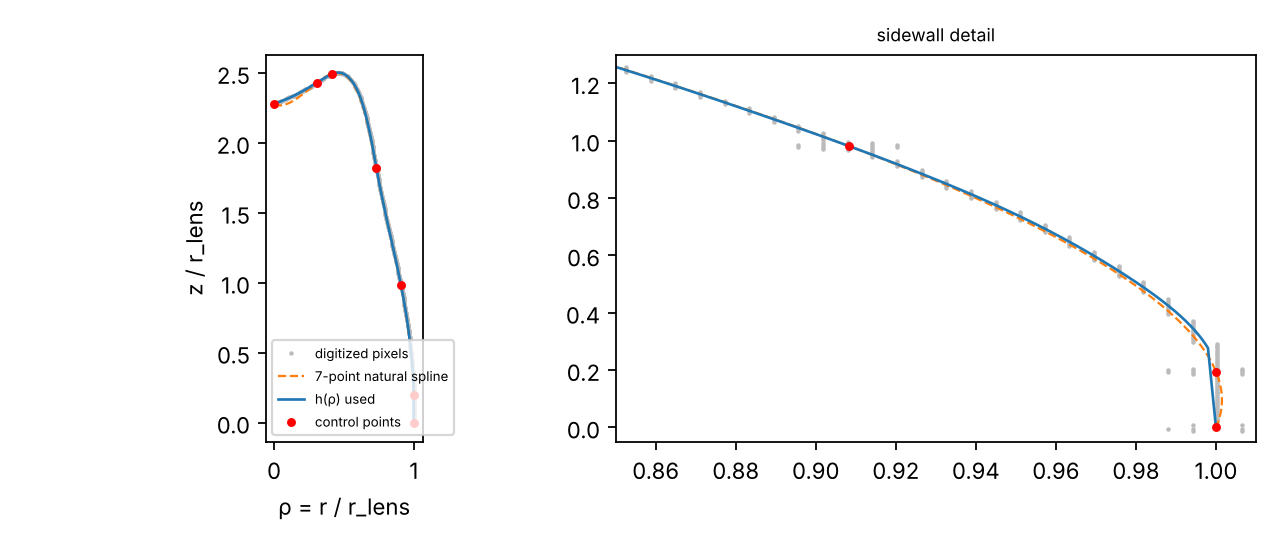 sidewall detail
2.5
2.0
1.5
1.0
0.5
0.0
z / r_lens
digitized pixels
7-point natural spline
h(ρ) used
control points
0 1
ρ = r / r_lens
1.2
1.0
0.8
0.6
0.4
0.2
0.0
0.86 0.88 0.90 0.92 0.94 0.96 0.98 1.00